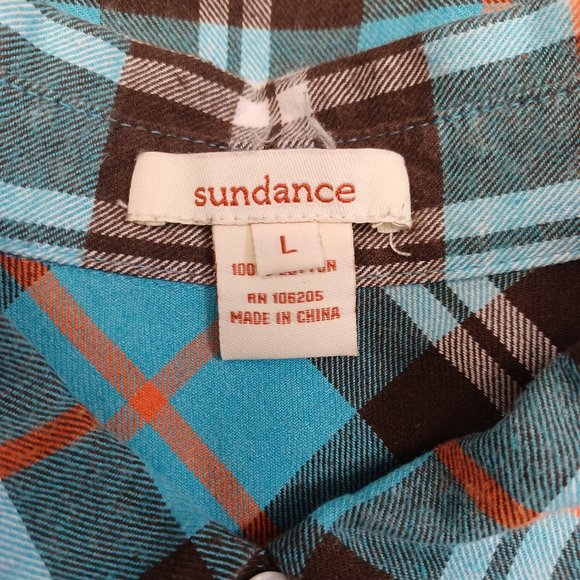 sundance
L
100
RN 106205
MADE IN CHINA